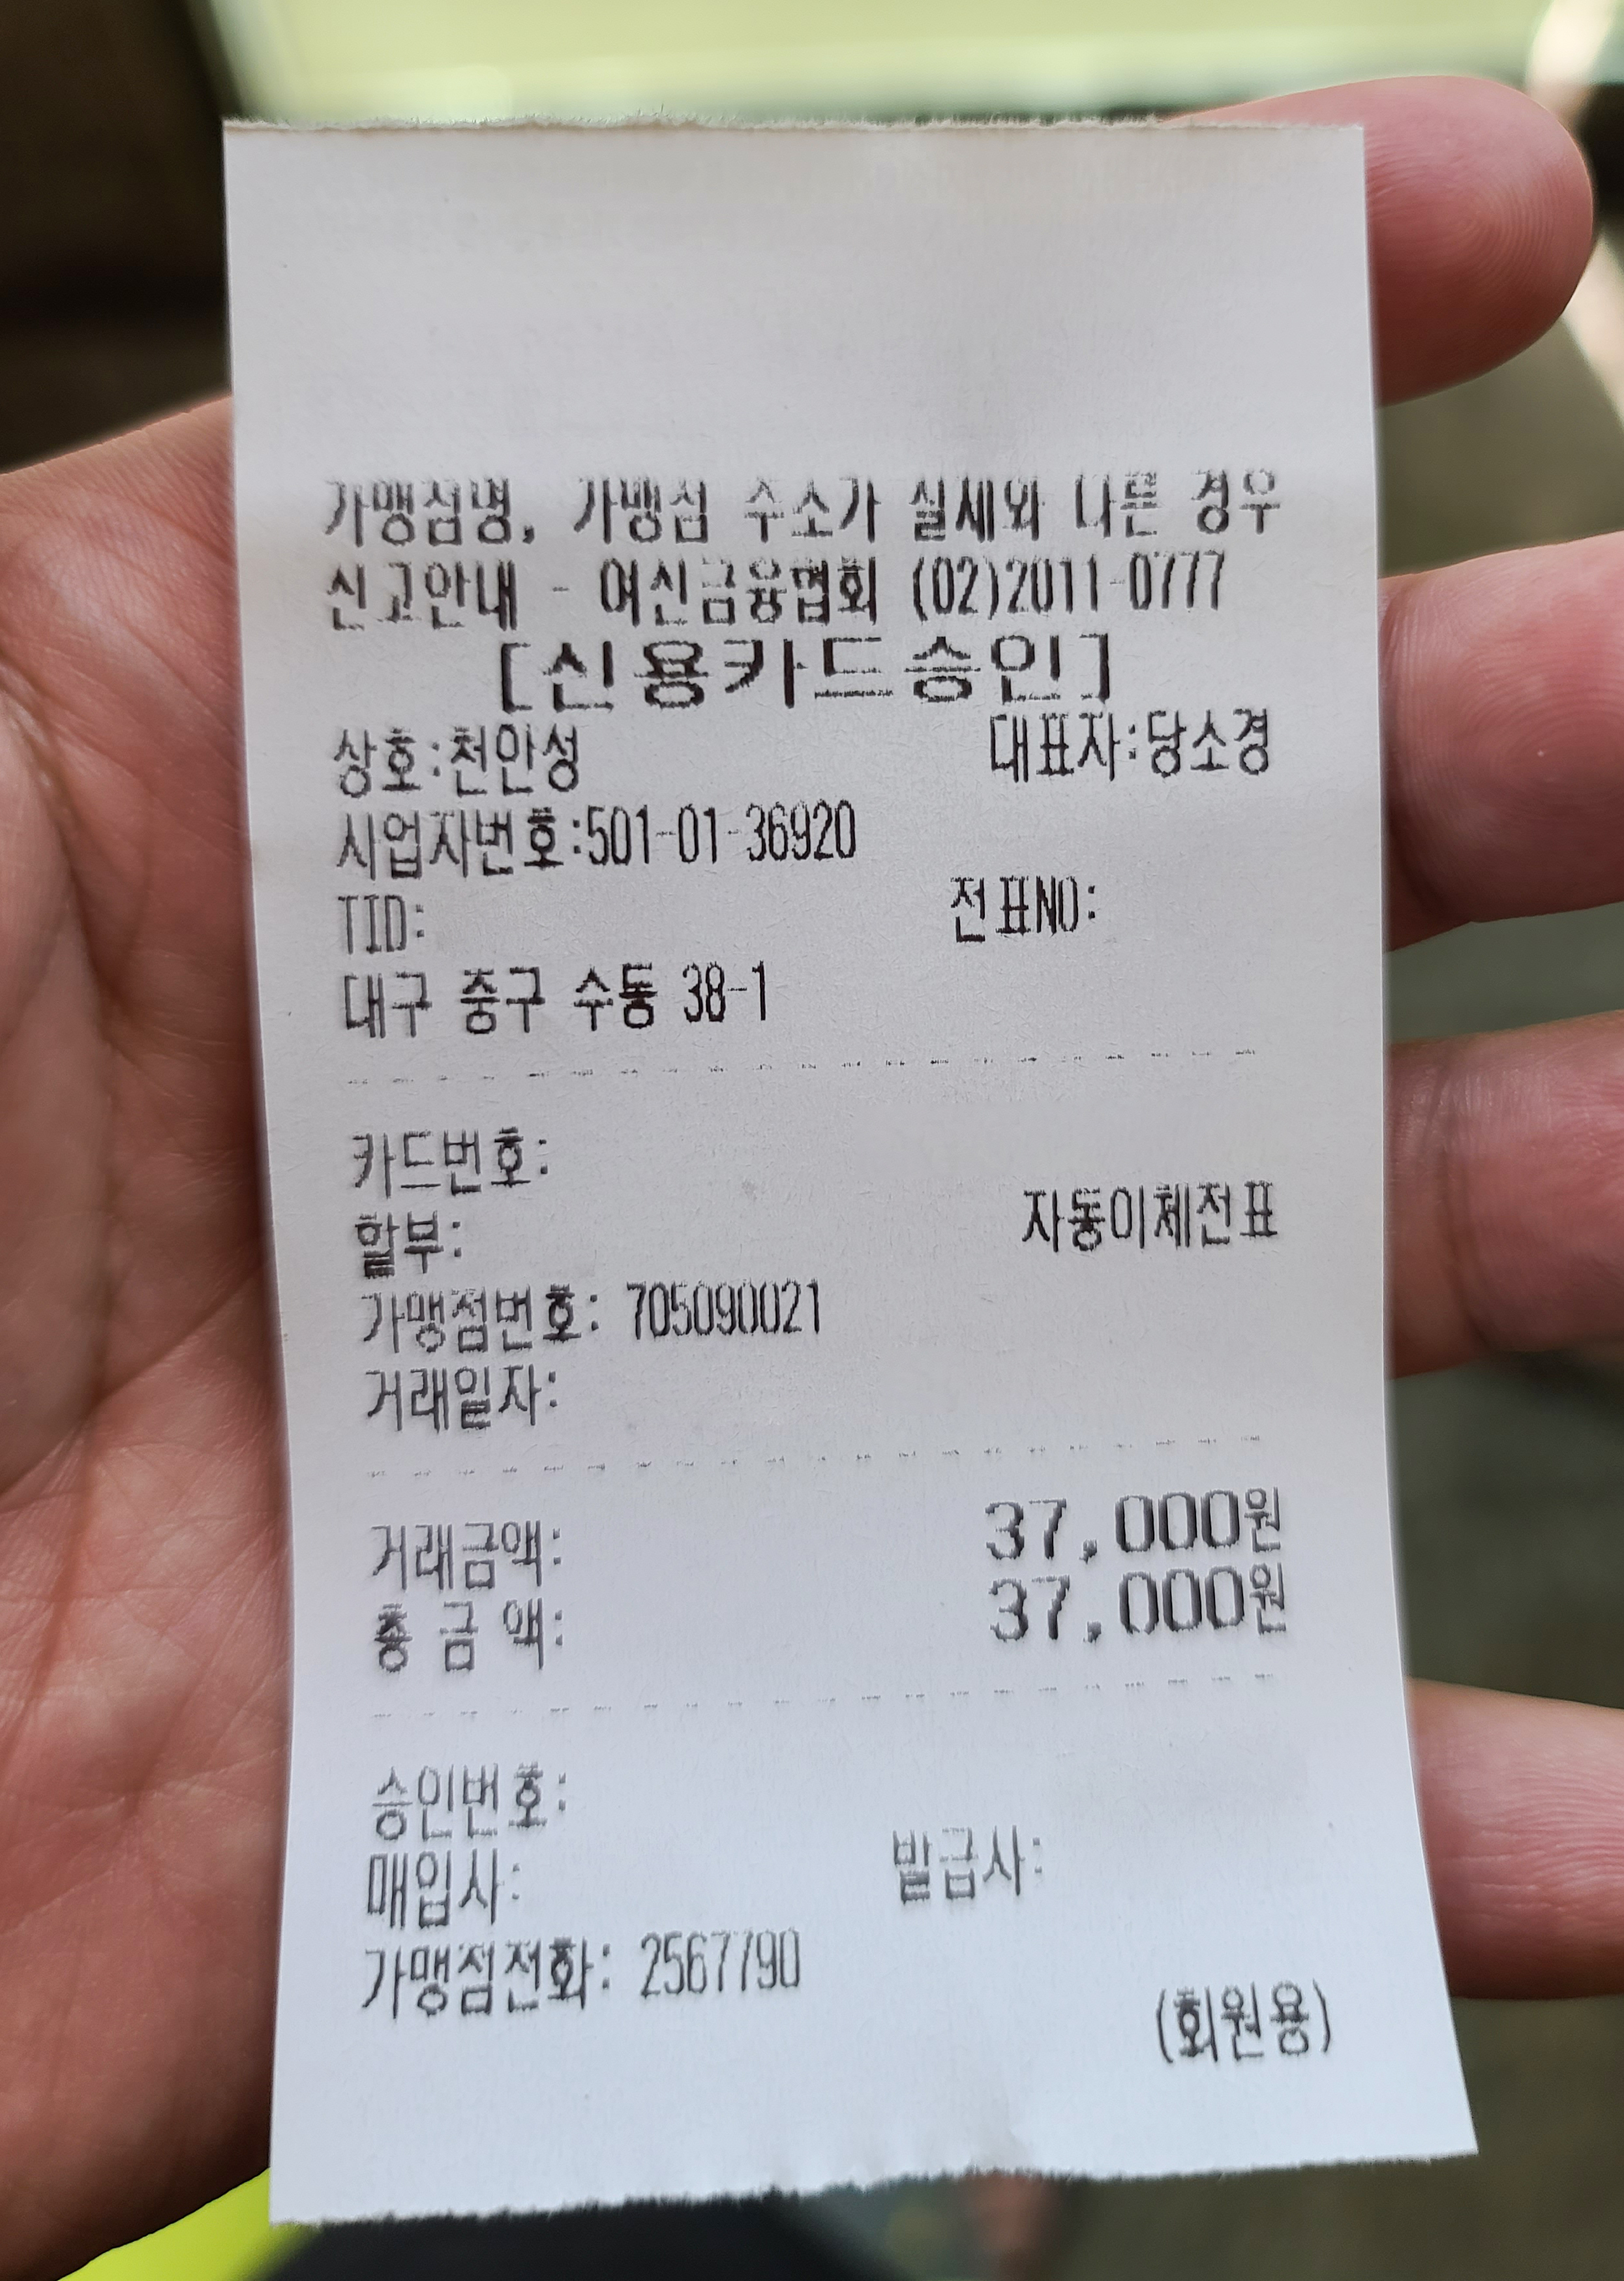 가맹점명, 가맹점 주소가 실제와 다른 경우
신고안내 - 여신금융협회 (02)2011-0777
[신용카드승인]
상호:천안성 대표자:당소경
사업자번호:501-01-36920
TID: 전표NO:
대구 중구 수동 38-1
카드번호:
할부: 자동이체전표
가맹점번호: 705090021
거래일자:
거래금액: 37,000원
총 금 액: 37,000원
승인번호:
매입사: 발급사:
가맹점전화: 2567790
(회원용)